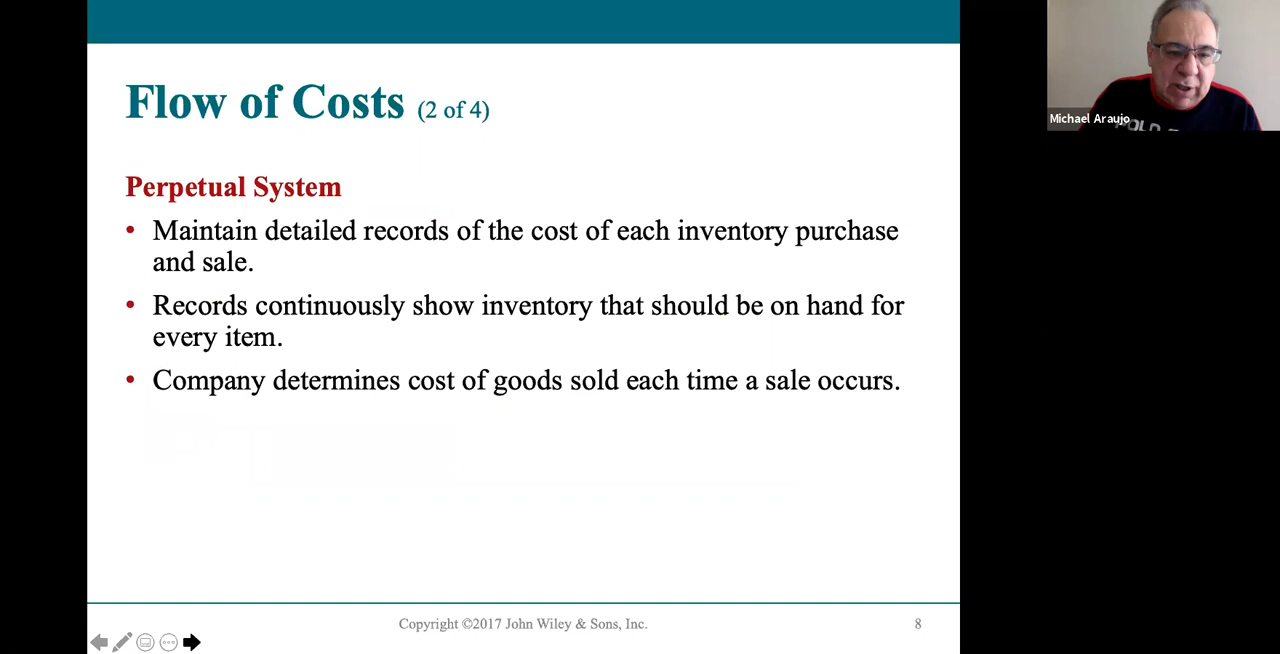 Flow of Costs (2 of 4)
Michael Araujo
Perpetual System
• Maintain detailed records of the cost of each inventory purchase
and sale.
• Records continuously show inventory that should be on hand for
every item.
• Company determines cost of goods sold each time a sale occurs.
Copyright ©2017 John Wiley & Sons, Inc.
8